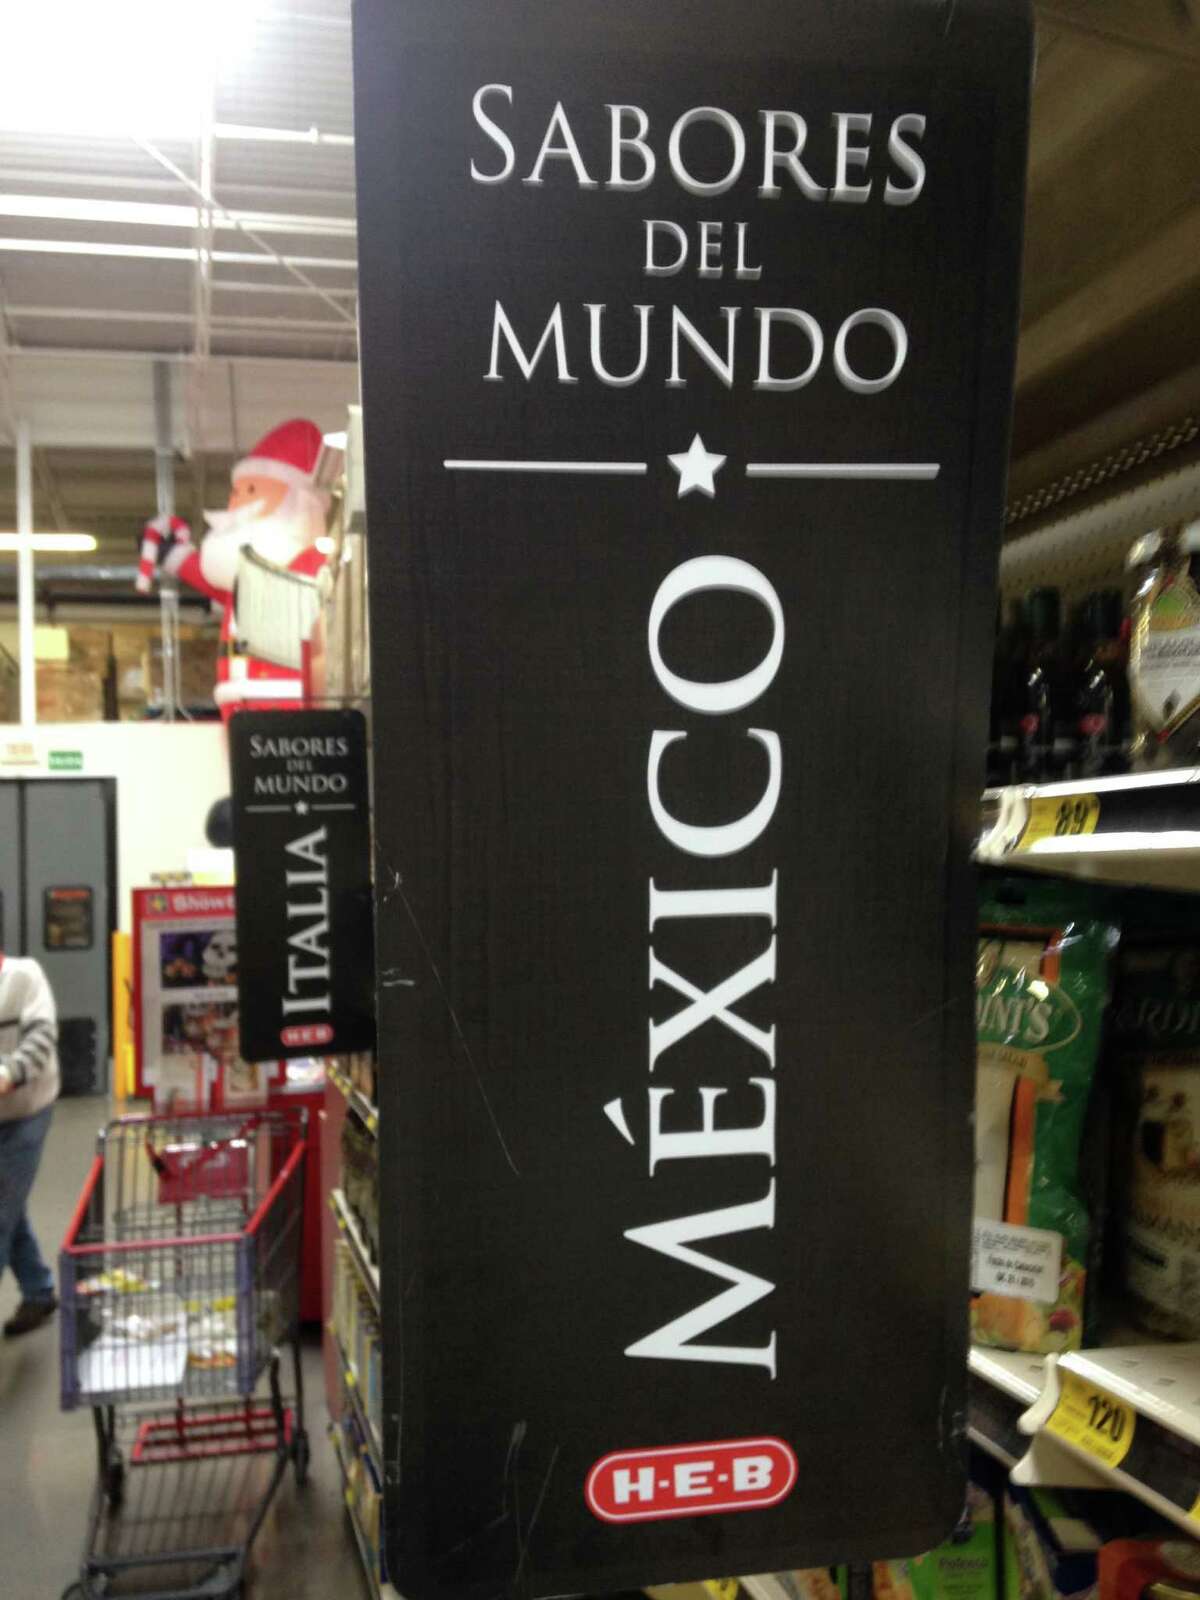 SABORES
DEL
MUNDO
MÉXICO
H-E-B
SABORES
DEL
MUNDO
ITALIA
H-E-B
89
120